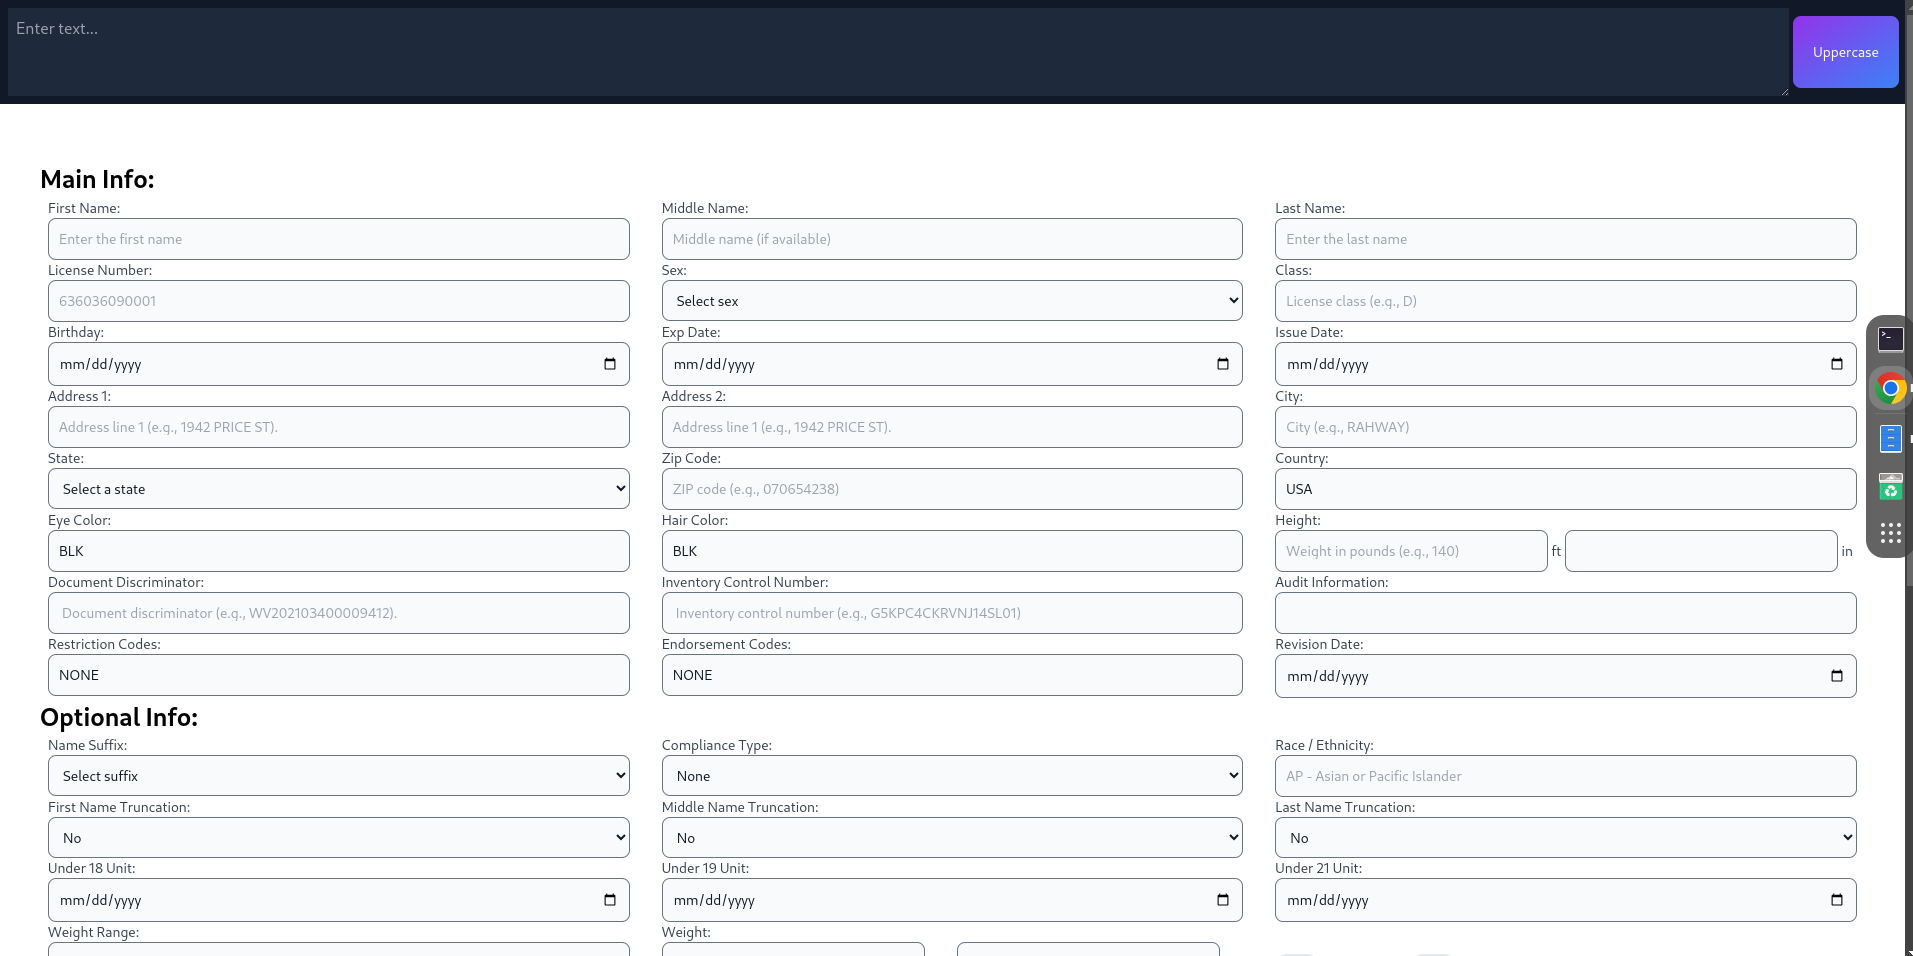 Enter text...
Uppercase
Main Info:
First Name: Middle Name: Last Name:
Enter the first name Middle name (if available) Enter the last name
License Number: Sex: Class:
636036090001 Select sex License class (e.g., D)
Birthday: Exp Date: Issue Date:
mm/dd/yyyy mm/dd/yyyy mm/dd/yyyy
Address 1: Address 2: City:
Address line 1 (e.g., 1942 PRICE ST). Address line 1 (e.g., 1942 PRICE ST). City (e.g., RAHWAY)
State: Zip Code: Country:
Select a state ZIP code (e.g., 070654238) USA
Eye Color: Hair Color: Height:
BLK BLK Weight in pounds (e.g., 140) ft in
Document Discriminator: Inventory Control Number: Audit Information:
Document discriminator (e.g., WV202103400009412). Inventory control number (e.g., G5KPC4CKRVNJ14SL01)
Restriction Codes: Endorsement Codes: Revision Date:
NONE NONE mm/dd/yyyy
Optional Info:
Name Suffix: Compliance Type: Race / Ethnicity:
Select suffix None AP - Asian or Pacific Islander
First Name Truncation: Middle Name Truncation: Last Name Truncation:
No No No
Under 18 Unit: Under 19 Unit: Under 21 Unit:
mm/dd/yyyy mm/dd/yyyy mm/dd/yyyy
Weight Range: Weight: